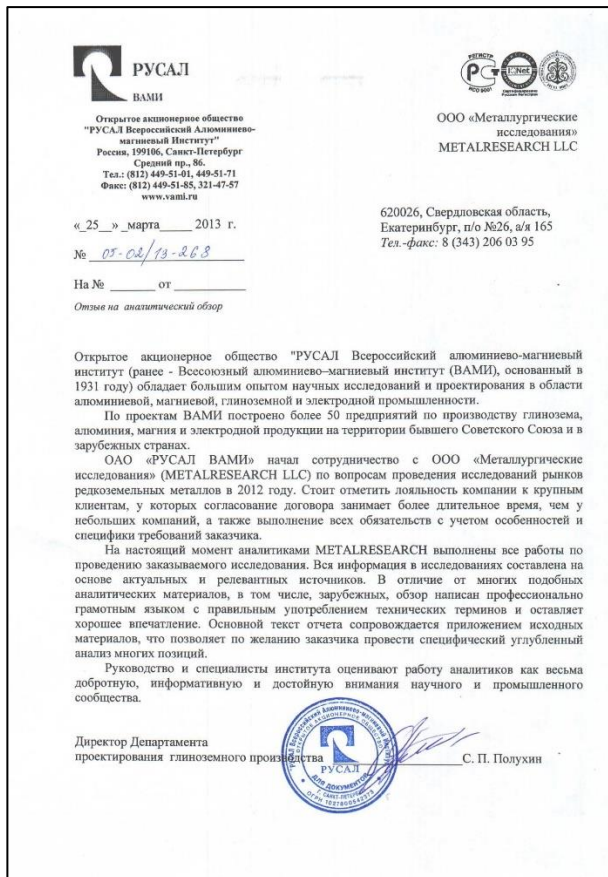 РУСАЛ
ВАМИ
Открытое акционерное общество
"РУСАЛ Всероссийский Алюминиево-
магниевый Институт"
Россия, 199106, Санкт-Петербург
Средний пр., 86.
Тел.: (812) 449-51-01, 449-51-71
Факс: (812) 449-51-85, 321-47-57
www.vami.ru
«_25__» _марта_____ 2013 г.
№ 05-02/13-268
На № _______ от ___________
Отзыв на аналитический обзор
РЕГИСТР
ИСО 9001
IQNet
ООО «Металлургические
исследования»
METALRESEARCH LLC
620026, Свердловская область,
Екатеринбург, п/о №26, а/я 165
Тел.-факс: 8 (343) 206 03 95
Открытое акционерное общество "РУСАЛ Всероссийский алюминиево-магниевый
институт (ранее - Всесоюзный алюминиево–магниевый институт (ВАМИ), основанный в
1931 году) обладает большим опытом научных исследований и проектирования в области
алюминиевой, магниевой, глиноземной и электродной промышленности.
По проектам ВАМИ построено более 50 предприятий по производству глинозема,
алюминия, магния и электродной продукции на территории бывшего Советского Союза и в
зарубежных странах.
ОАО «РУСАЛ ВАМИ» начал сотрудничество с ООО «Металлургические
исследования» (METALRESEARCH LLC) по вопросам проведения исследований рынков
редкоземельных металлов в 2012 году. Стоит отметить лояльность компании к крупным
клиентам, у которых согласование договора занимает более длительное время, чем у
небольших компаний, а также выполнение всех обязательств с учетом особенностей и
специфики требований заказчика.
На настоящий момент аналитиками METALRESEARCH выполнены все работы по
проведению заказываемого исследования. Вся информация в исследованиях составлена на
основе актуальных и релевантных источников. В отличие от многих подобных
аналитических материалов, в том числе, зарубежных, обзор написан профессионально
грамотным языком с правильным употреблением технических терминов и оставляет
хорошее впечатление. Основной текст отчета сопровождается приложением исходных
материалов, что позволяет по желанию заказчика провести специфический углубленный
анализ многих позиций.
Руководство и специалисты института оценивают работу аналитиков как весьма
добротную, информативную и достойную внимания научного и промышленного
сообщества.
Директор Департамента
проектирования глиноземного производства ____________С. П. Полухин
РУСАЛ
ДЛЯ ДОКУМЕНТОВ